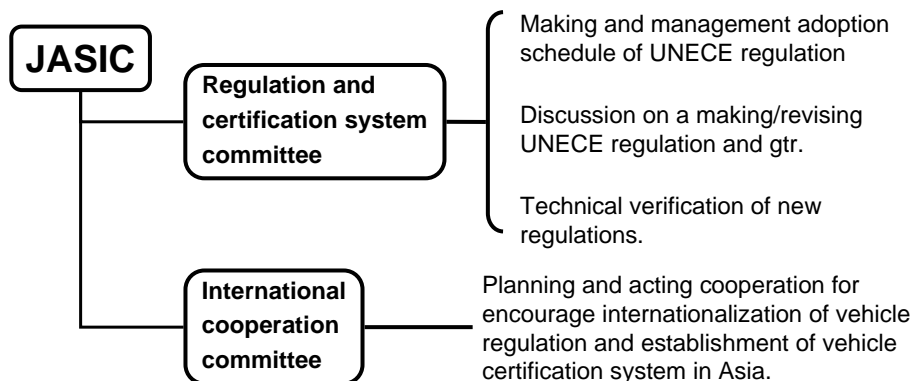 JASIC
Regulation and
certification system
committee
Making and management adoption
schedule of UNECE regulation
Discussion on a making/revising
UNECE regulation and gtr.
Technical verification of new
regulations.
International
cooperation
committee
Planning and acting cooperation for
encourage internationalization of vehicle
regulation and establishment of vehicle
certification system in Asia.